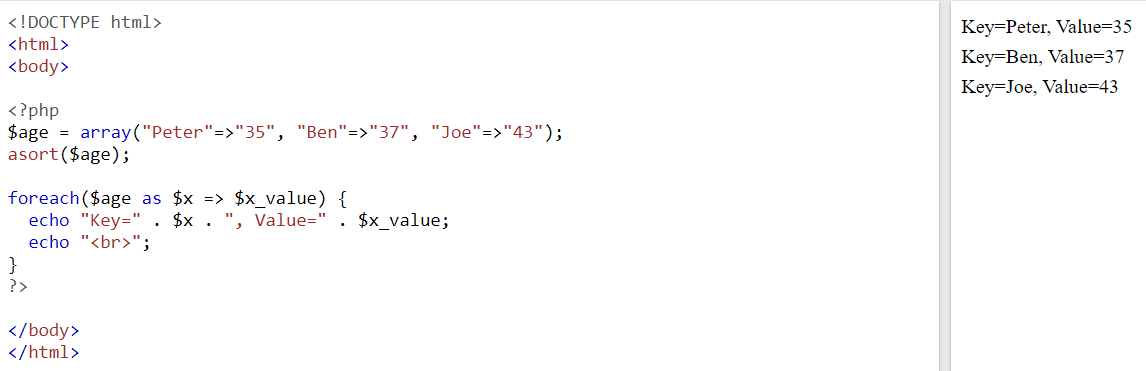 <!DOCTYPE html>
<html>
<body>
<?php
$age = array("Peter"=>"35", "Ben"=>"37", "Joe"=>"43");
asort($age);
foreach($age as $x => $x_value) {
  echo "Key=" . $x . ", Value=" . $x_value;
  echo "<br>";
}
?>
</body>
</html>
Key=Peter, Value=35
Key=Ben, Value=37
Key=Joe, Value=43